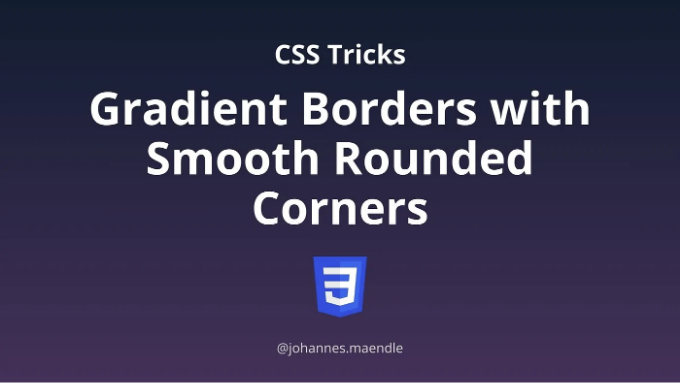 CSS Tricks
Gradient Borders with
Smooth Rounded
Corners
@johannes.maendle